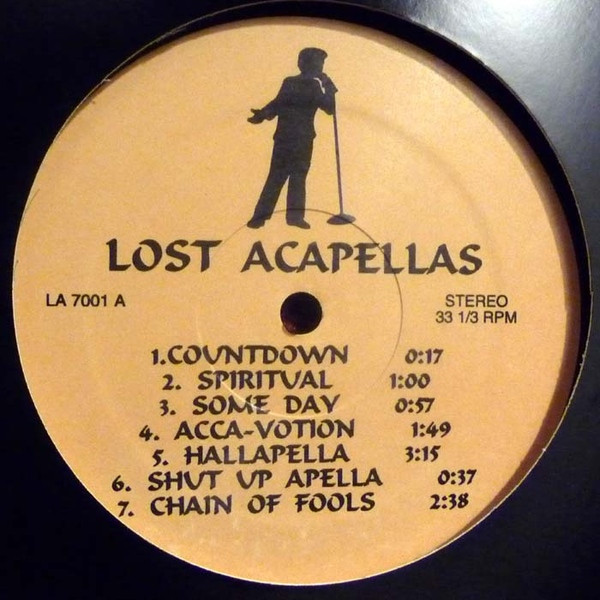 LOST ACAPELLAS
LA 7001 A
STEREO
33 1/3 RPM
1.COUNTDOWN 0:17
2. SPIRITUAL 1:00
3. SOME DAY 0:57
4. ACCA-VOTION 1:49
5. HALLAPELLA 3:15
6. SHUT UP APELLA 0:37
7. CHAIN OF FOOLS 2:38